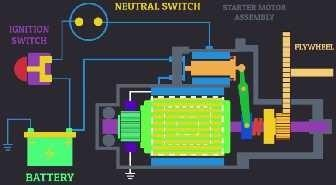 NEUTRAL SWITCH
STARTER MOTOR
ASSEMBLY
IGNITION
SWITCH
FLYWHEEL
BATTERY